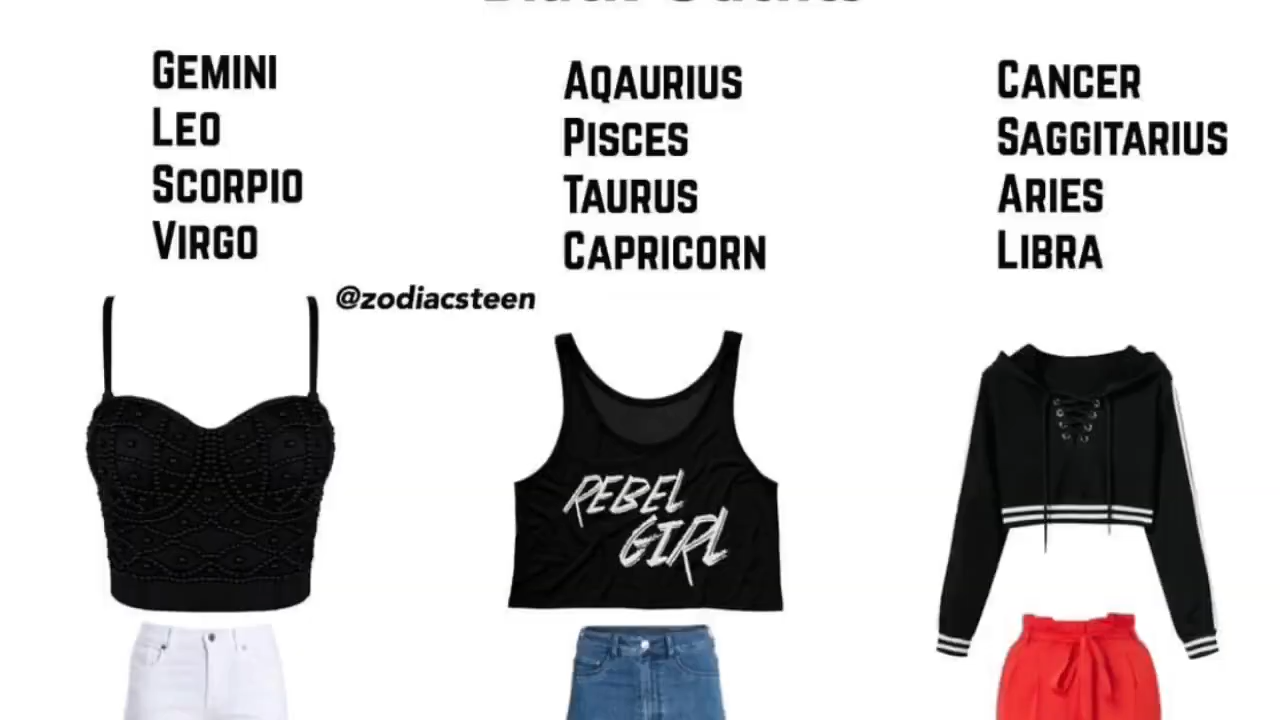 Gemini
Leo
Scorpio
Virgo
Aqaurius
Pisces
Taurus
Capricorn
Cancer
Saggitarius
Aries
Libra
@zodiacsteen
REBEL
GIRL